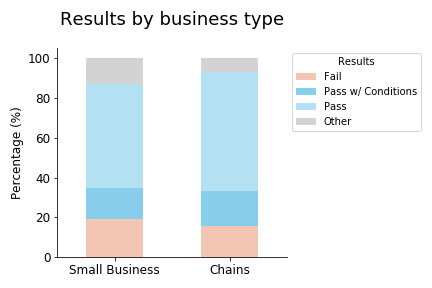 Results by business type
Percentage (%)
100
80
60
40
20
0
Small Business
Chains
Results
Fail
Pass w/ Conditions
Pass
Other